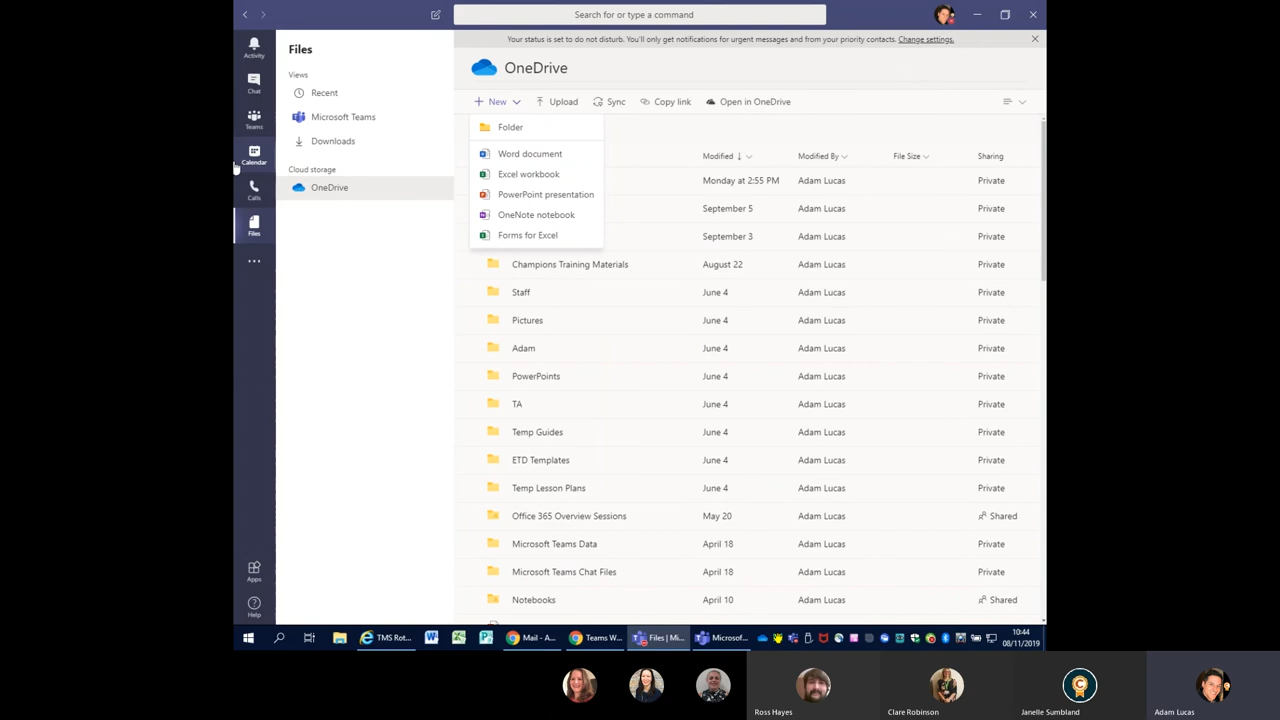 Search for or type a command
Activity
Chat
Teams
Calendar
Calls
Files
Apps
Help
Files
Views
Recent
Microsoft Teams
Downloads
Cloud storage
OneDrive
Your status is set to do not disturb. You'll only get notifications for urgent messages and from your priority contacts. Change settings.
OneDrive
New Upload Sync Copy link Open in OneDrive
Folder
Word document
Excel workbook
PowerPoint presentation
OneNote notebook
Forms for Excel
Modified Modified By File Size Sharing
Monday at 2:55 PM Adam Lucas Private
September 5 Adam Lucas Private
September 3 Adam Lucas Private
Champions Training Materials August 22 Adam Lucas Private
Staff June 4 Adam Lucas Private
Pictures June 4 Adam Lucas Private
Adam June 4 Adam Lucas Private
PowerPoints June 4 Adam Lucas Private
TA June 4 Adam Lucas Private
Temp Guides June 4 Adam Lucas Private
ETD Templates June 4 Adam Lucas Private
Temp Lesson Plans June 4 Adam Lucas Private
Office 365 Overview Sessions May 20 Adam Lucas Shared
Microsoft Teams Data April 18 Adam Lucas Private
Microsoft Teams Chat Files April 18 Adam Lucas Private
Notebooks April 10 Adam Lucas Shared
TMS Rot... Mail - A... Teams W... Files | Mi... Microsof...
10:44
08/11/2019
Ross Hayes Clare Robinson Janelle Sumbland Adam Lucas